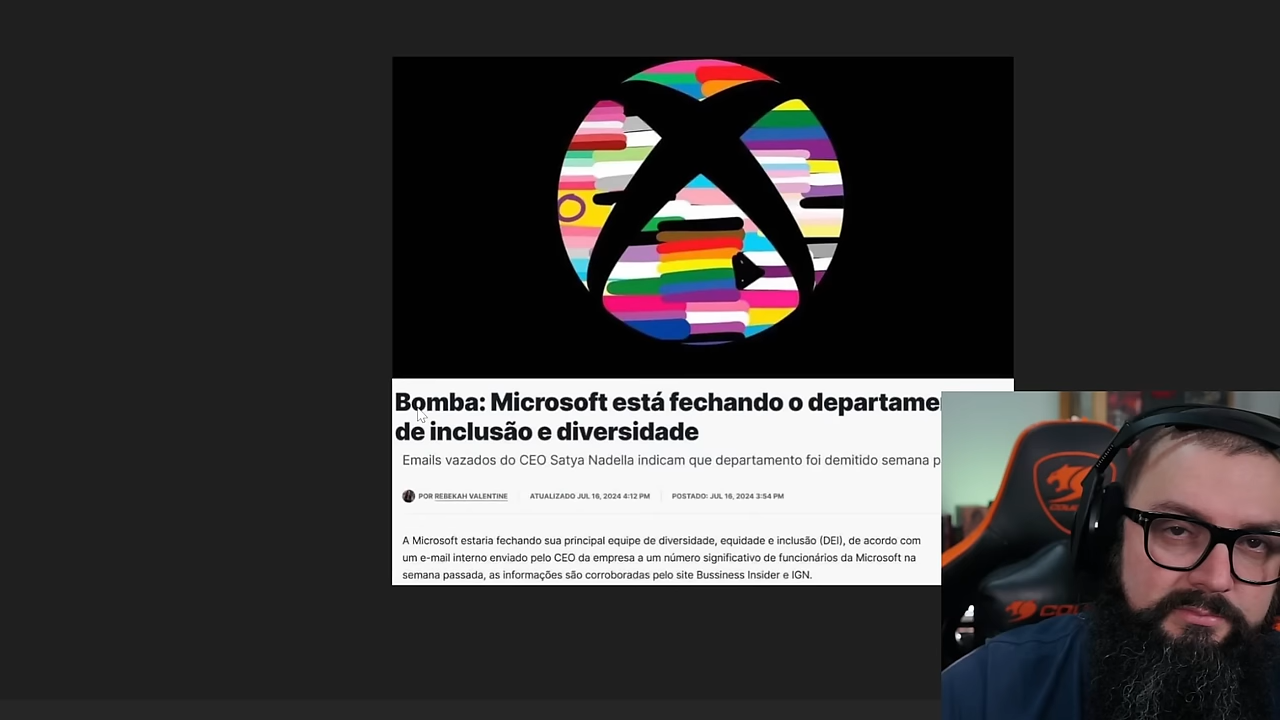 Bomba: Microsoft está fechando o
de inclusão e diversidade
Emails vazados do CEO Satya Nadella indicam que departamento foi demitido semana
POR REBEKAH VALENTINE
ATUALIZADO JUL 16, 2024 4:12 PM
POSTADO: JUL 16, 2024 3:54 PM
A Microsoft estaria fechando sua principal equipe de diversidade, equidade e inclusão (DEI), de acordo com
um e-mail interno enviado pelo CEO da empresa a um número significativo de funcionários da Microsoft na
semana passada, as informações são corroboradas pelo site Bussiness Insider e IGN.